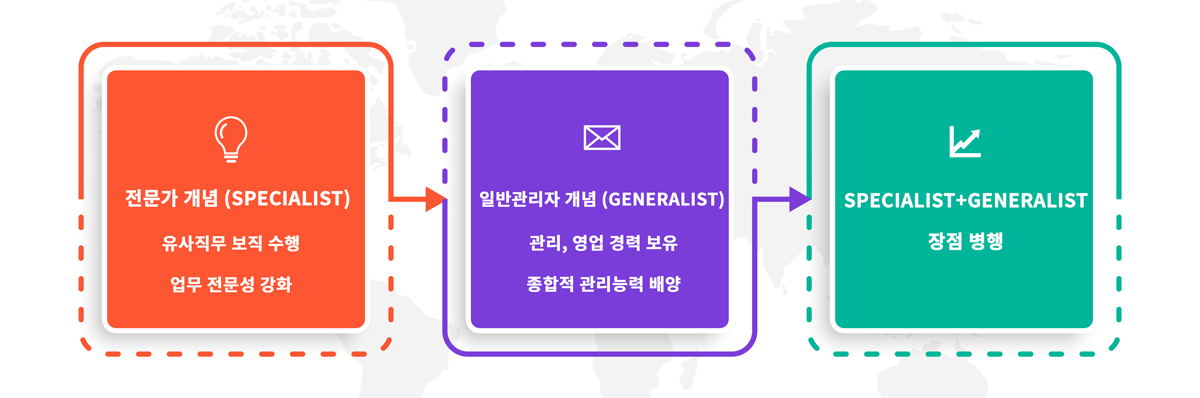 전문가 개념 (SPECIALIST)
유사직무 보직 수행
업무 전문성 강화
일반관리자 개념 (GENERALIST)
관리, 영업 경력 보유
종합적 관리능력 배양
SPECIALIST+GENERALIST
장점 병행